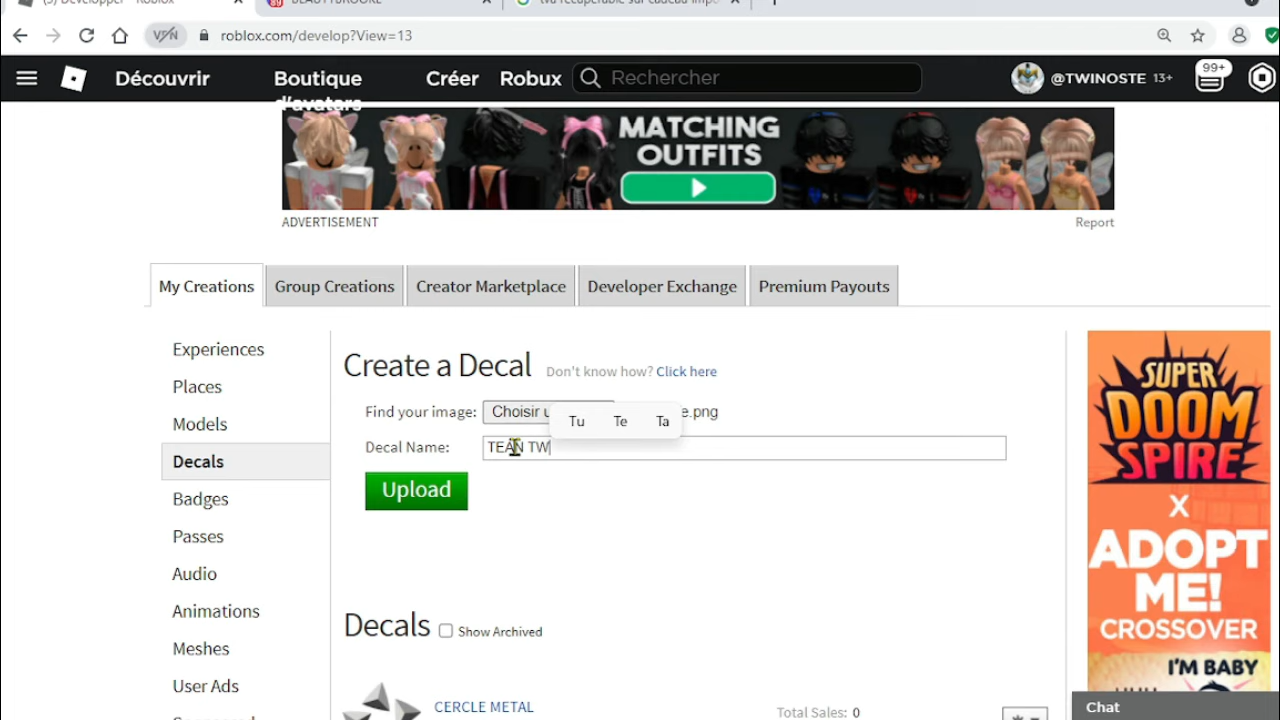 roblox.com/develop?View=13
VPN
Découvrir
Boutique d'avatars
Créer
Robux
Rechercher
@TWINOSTE 13+
99+
MATCHING
OUTFITS
ADVERTISEMENT
Report
My Creations
Group Creations
Creator Marketplace
Developer Exchange
Premium Payouts
Experiences
Places
Models
Decals
Badges
Passes
Audio
Animations
Meshes
User Ads
Create a Decal
Don't know how? Click here
Find your image:
Choisir u
e.png
Tu Te Ta
Decal Name:
TEAN TW
Upload
Decals
Show Archived
CERCLE METAL
Total Sales: 0
SUPER
DOOM
SPIRE
X
ADOPT
ME!
CROSSOVER
I'M BABY
Chat